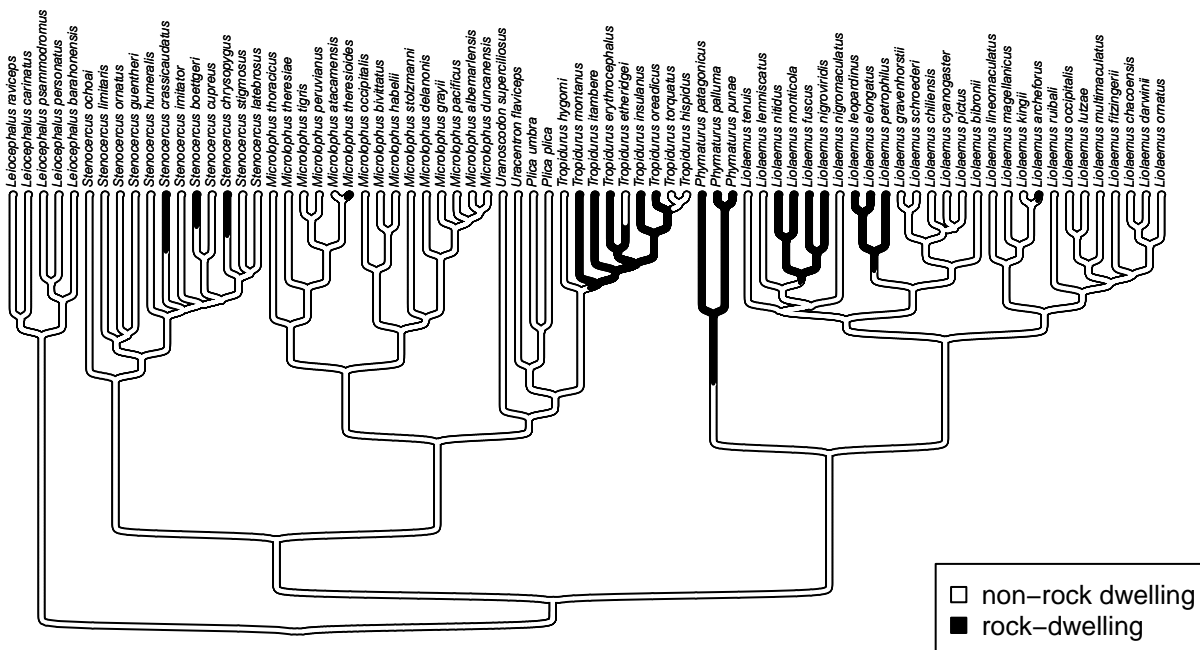 Leiocephalus raviceps
Leiocephalus carinatus
Leiocephalus psammodromus
Leiocephalus personatus
Leiocephalus barahonensis
Stenocercus ochoai
Stenocercus limitaris
Stenocercus ornatus
Stenocercus guentheri
Stenocercus humeralis
Stenocercus crassicaudatus
Stenocercus imitator
Stenocercus boettgeri
Stenocercus cupreus
Stenocercus chrysopygus
Stenocercus stigmosus
Stenocercus latebrosus
Microlophus thoracicus
Microlophus theresiae
Microlophus tigris
Microlophus peruvianus
Microlophus atacamensis
Microlophus theresioides
Microlophus occipitalis
Microlophus bivittatus
Microlophus habelii
Microlophus stolzmanni
Microlophus delanonis
Microlophus grayii
Microlophus pacificus
Microlophus albemarlensis
Microlophus duncanensis
Uranoscodon superciliosus
Uracentron flaviceps
Plica umbra
Plica plica
Tropidurus hygomi
Tropidurus montanus
Tropidurus itambere
Tropidurus erythrocephalus
Tropidurus etheridgei
Tropidurus insulanus
Tropidurus oreadicus
Tropidurus torquatus
Tropidurus hispidus
Phymaturus patagonicus
Phymaturus palluma
Phymaturus punae
Liolaemus tenuis
Liolaemus lemniscatus
Liolaemus nitidus
Liolaemus monticola
Liolaemus fuscus
Liolaemus nigroviridis
Liolaemus nigromaculatus
Liolaemus leopardinus
Liolaemus elongatus
Liolaemus petrophilus
Liolaemus gravenhorstii
Liolaemus schroederi
Liolaemus chiliensis
Liolaemus cyanogaster
Liolaemus pictus
Liolaemus bibronii
Liolaemus lineomaculatus
Liolaemus magellanicus
Liolaemus kingii
Liolaemus archeforus
Liolaemus ruibali
Liolaemus occipitalis
Liolaemus lutzae
Liolaemus multimaculatus
Liolaemus fitzingerii
Liolaemus chacoensis
Liolaemus darwinii
Liolaemus ornatus
non−rock dwelling
rock−dwelling